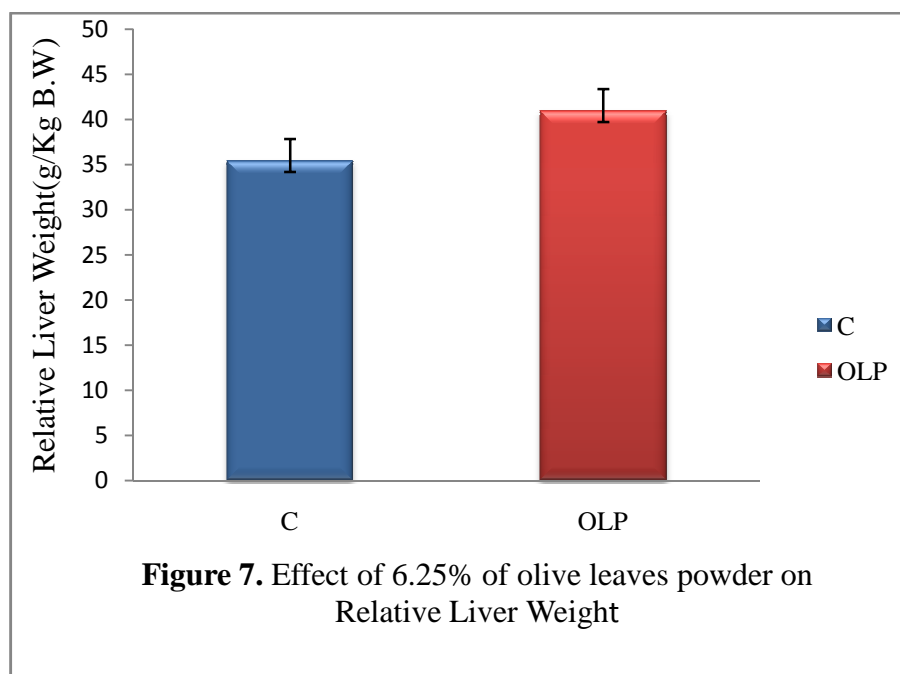 50
45
40
35
30
25
20
15
10
5
0
Relative Liver Weight(g/Kg B.W)
C
OLP
C
OLP
Figure 7. Effect of 6.25% of olive leaves powder on
Relative Liver Weight